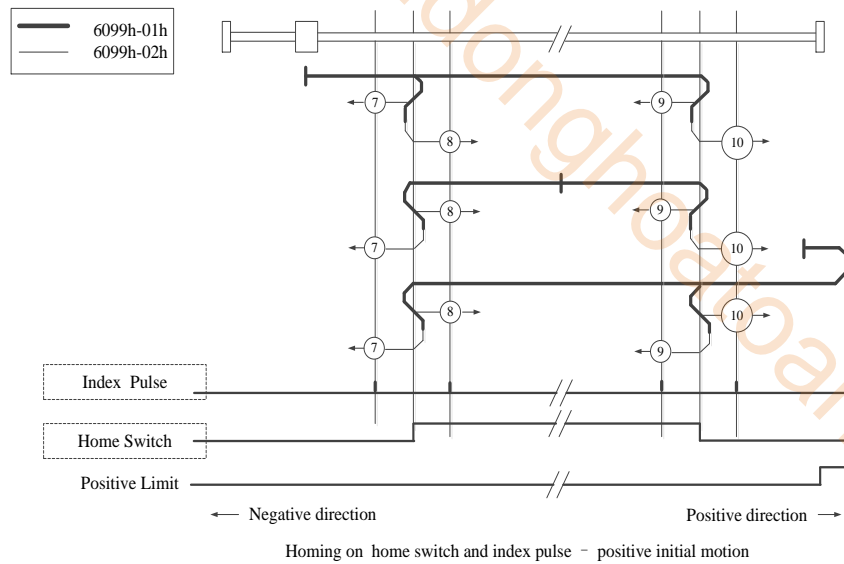 6099h-01h
6099h-02h
7
9
8
10
8
9
7
10
8
10
7
9
Index Pulse
Home Switch
Positive Limit
Negative direction
Positive direction
Homing on home switch and index pulse - positive initial motion